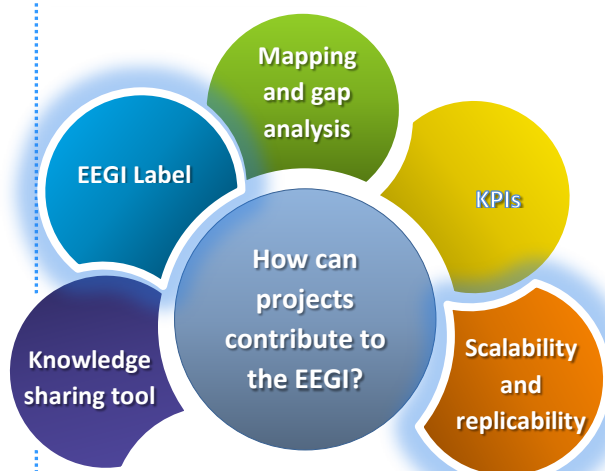 Mapping
and gap
analysis
EEGI Label
KPIs
How can
projects
contribute to
the EEGI?
Knowledge
sharing tool
Scalability
and
replicability